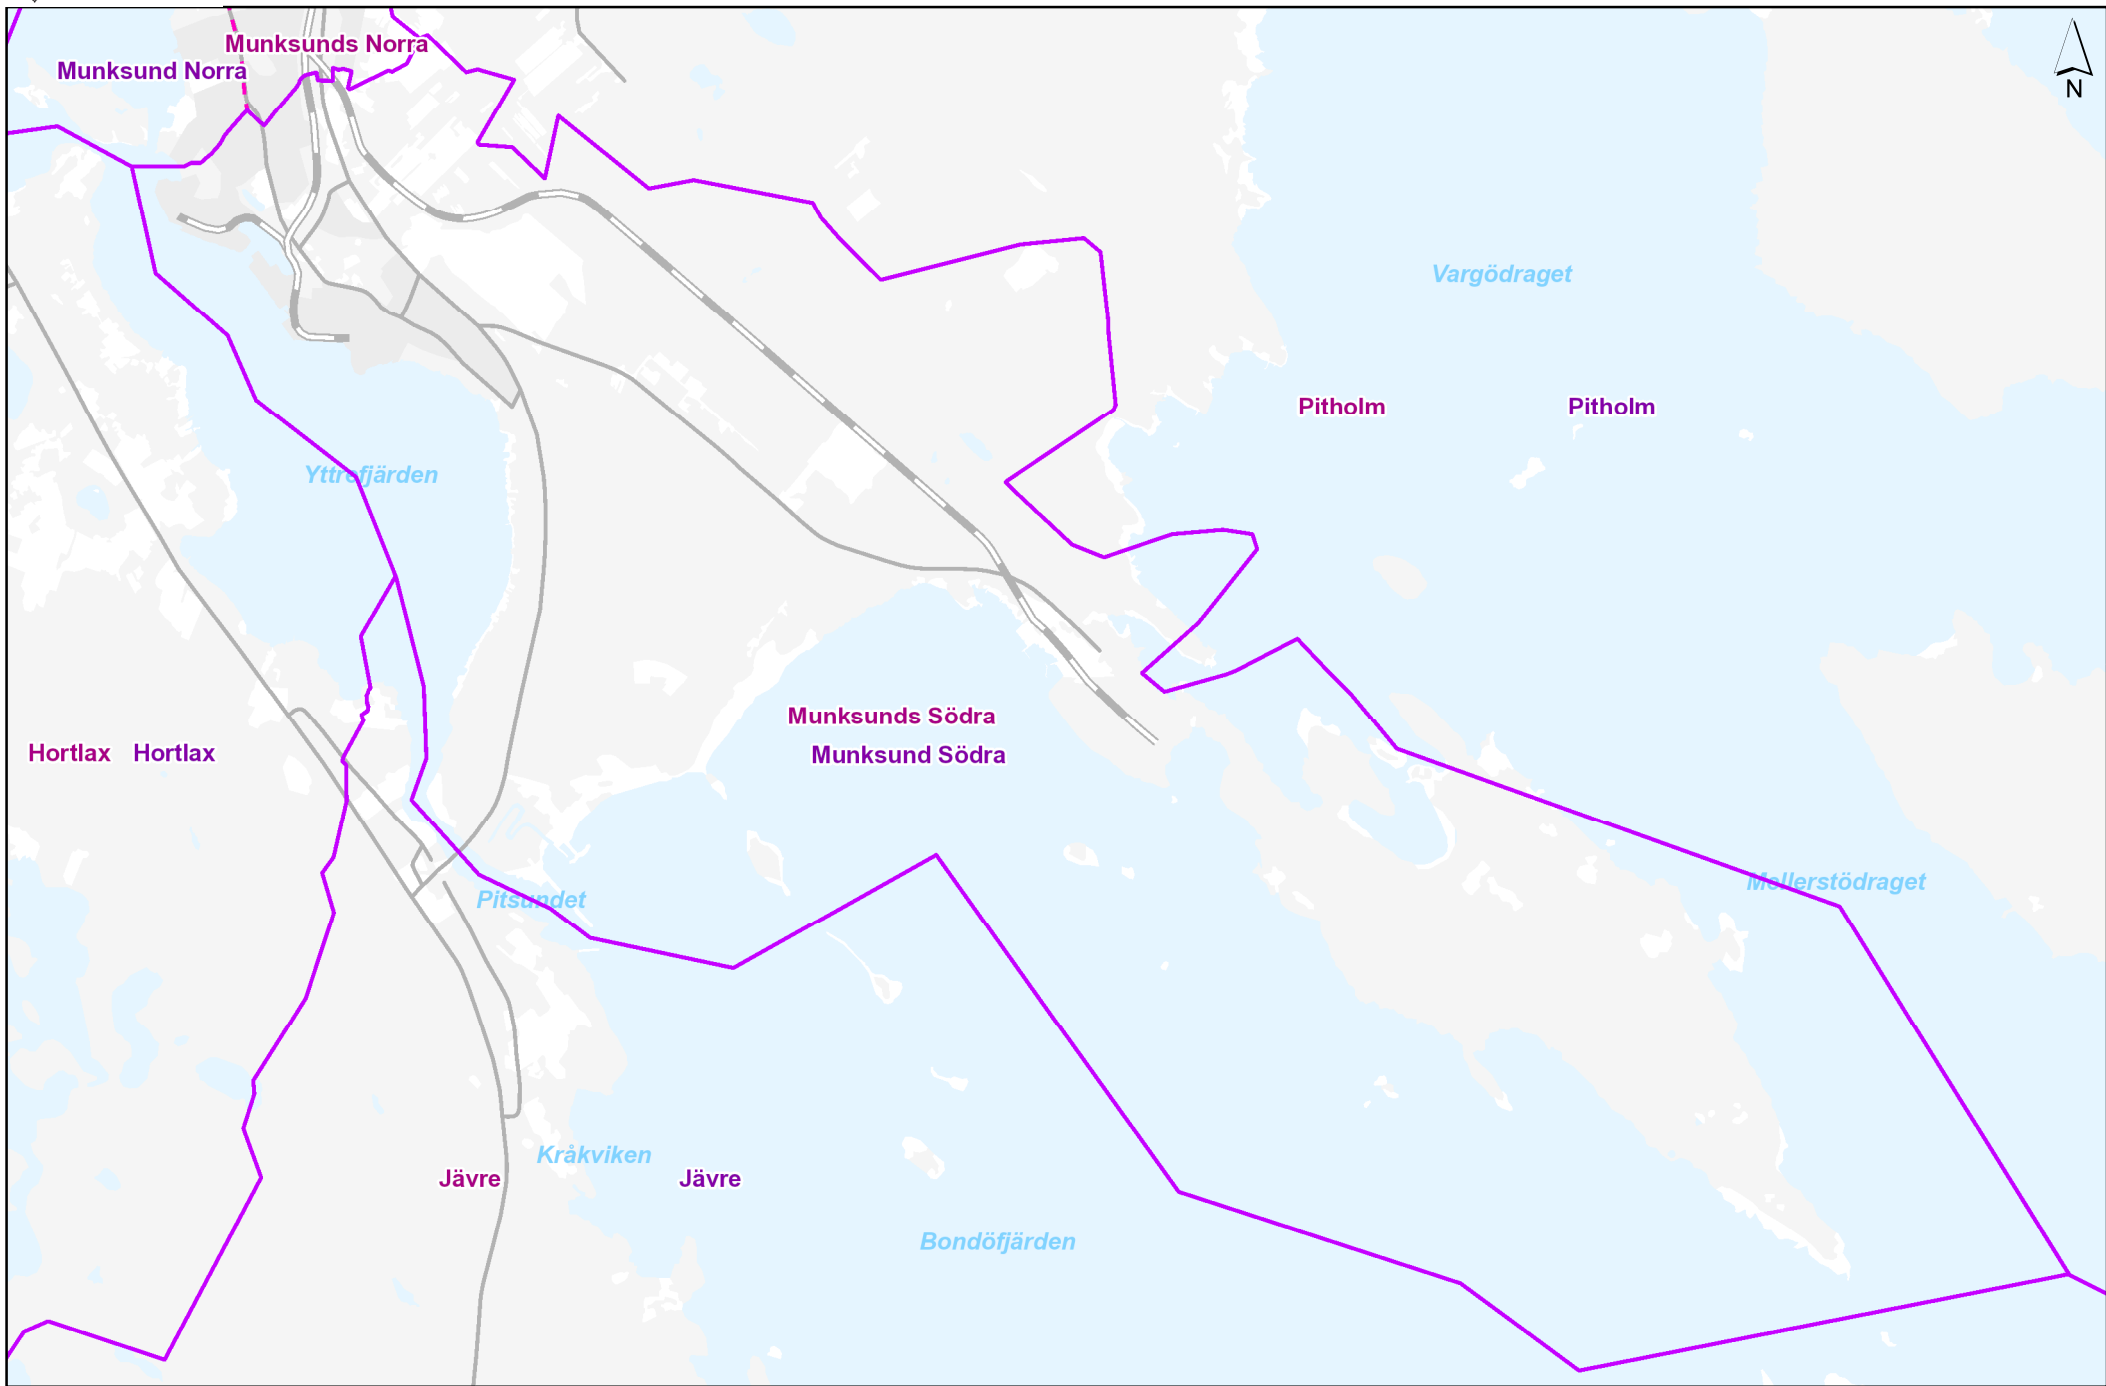 Munksunds Norra
Munksund Norra
N
Vargödraget
Pitholm Pitholm
Yttrefjärden
Munksunds Södra
Hortlax Hortlax Munksund Södra
Mellerstödraget
Pitsundet
Kråkviken
Jävre Jävre
Bondöfjärden